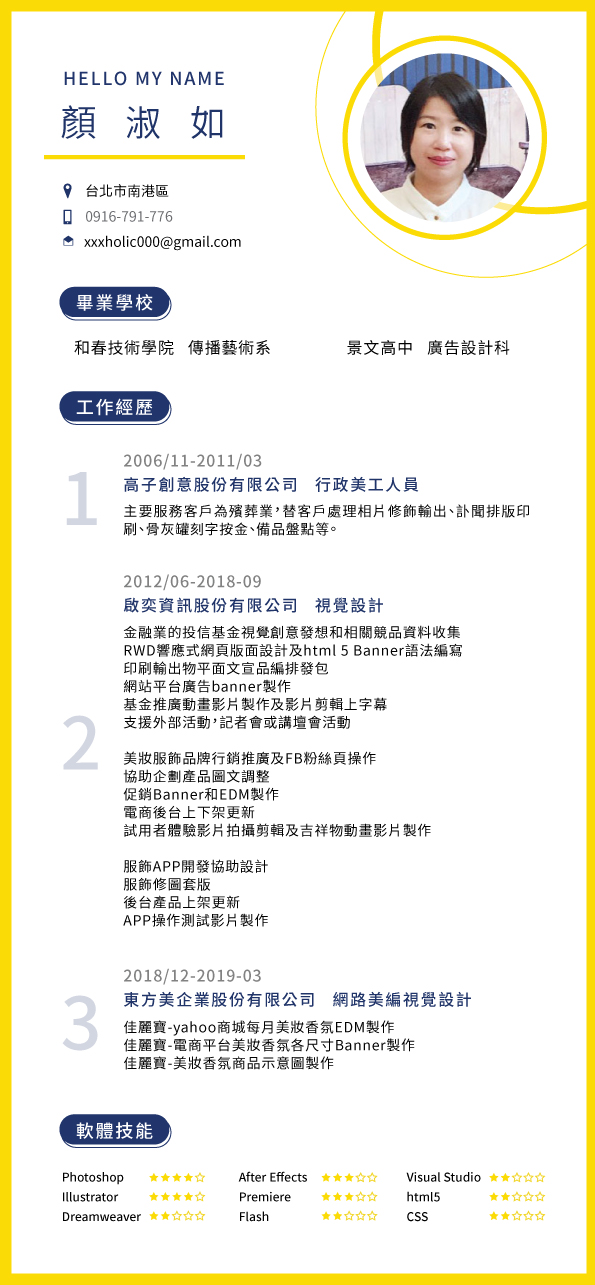 HELLO MY NAME
顏 淑 如
台北市南港區
0916-791-776
xxxholic000@gmail.com
畢業學校
和春技術學院 傳播藝術系
景文高中 廣告設計科
工作經歷
1
2006/11-2011/03
高子創意股份有限公司 行政美工人員
主要服務客戶為殯葬業，替客戶處理相片修飾輸出、訃聞排版印
刷、骨灰罐刻字按金、備品盤點等。
2
2012/06-2018-09
啟奕資訊股份有限公司 視覺設計
金融業的投信基金視覺創意發想和相關競品資料收集
RWD響應式網頁版面設計及html 5 Banner語法編寫
印刷輸出物平面文宣品編排發包
網站平台廣告banner製作
基金推廣動畫影片製作及影片剪輯上字幕
支援外部活動，記者會或講壇會活動
美妝服飾品牌行銷推廣及FB粉絲頁操作
協助企劃產品圖文調整
促銷Banner和EDM製作
電商後台上下架更新
試用者體驗影片拍攝剪輯及吉祥物動畫影片製作
服飾APP開發協助設計
服飾修圖套版
後台產品上架更新
APP操作測試影片製作
3
2018/12-2019-03
東方美企業股份有限公司 網路美編視覺設計
佳麗寶-yahoo商城每月美妝香氛EDM製作
佳麗寶-電商平台美妝香氛各尺寸Banner製作
佳麗寶-美妝香氛商品示意圖製作
軟體技能
Photoshop ★★★★☆ After Effects ★★★☆☆ Visual Studio ★★☆☆☆
Illustrator ★★★★☆ Premiere ★★★☆☆ html5 ★★☆☆☆
Dreamweaver ★★☆☆☆ Flash ★★★☆☆ CSS ★★☆☆☆